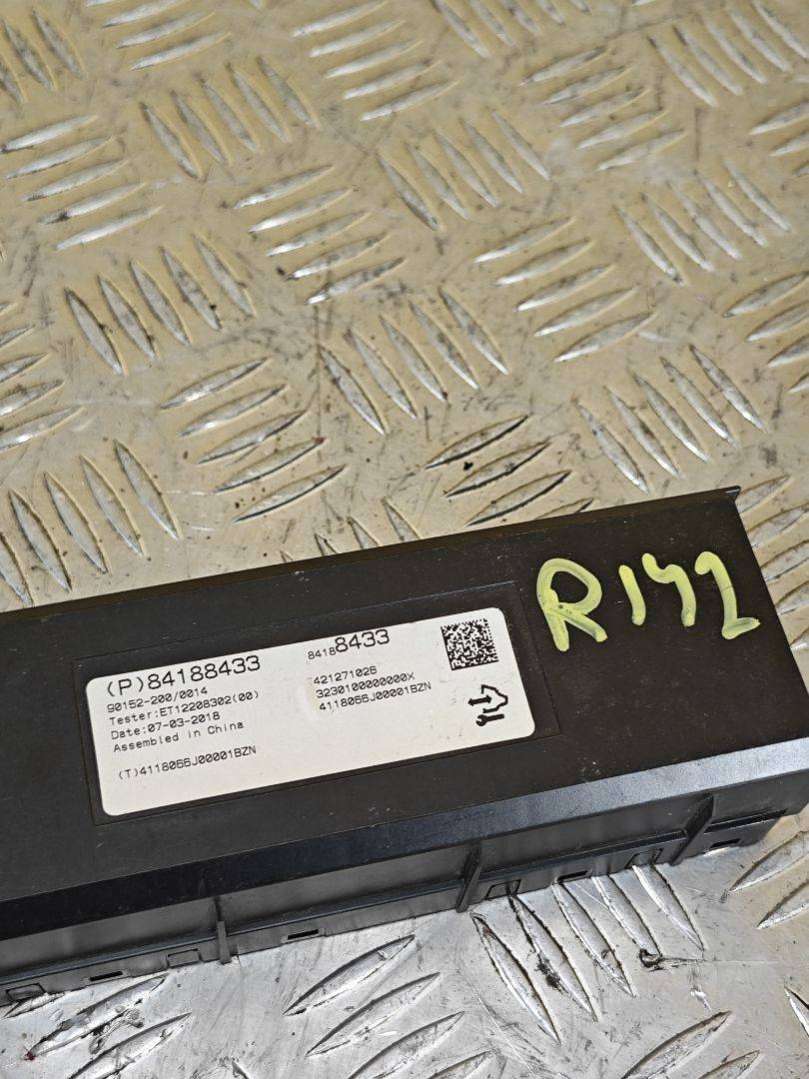 R142
(P)84188433
90152-200/0014
Tester:ET12208302(00)
Date:07-03-2018
Assembled in China
(T)4118066J00001BZN
84188433
421271028
3230100000000X
4118066J00001BZN